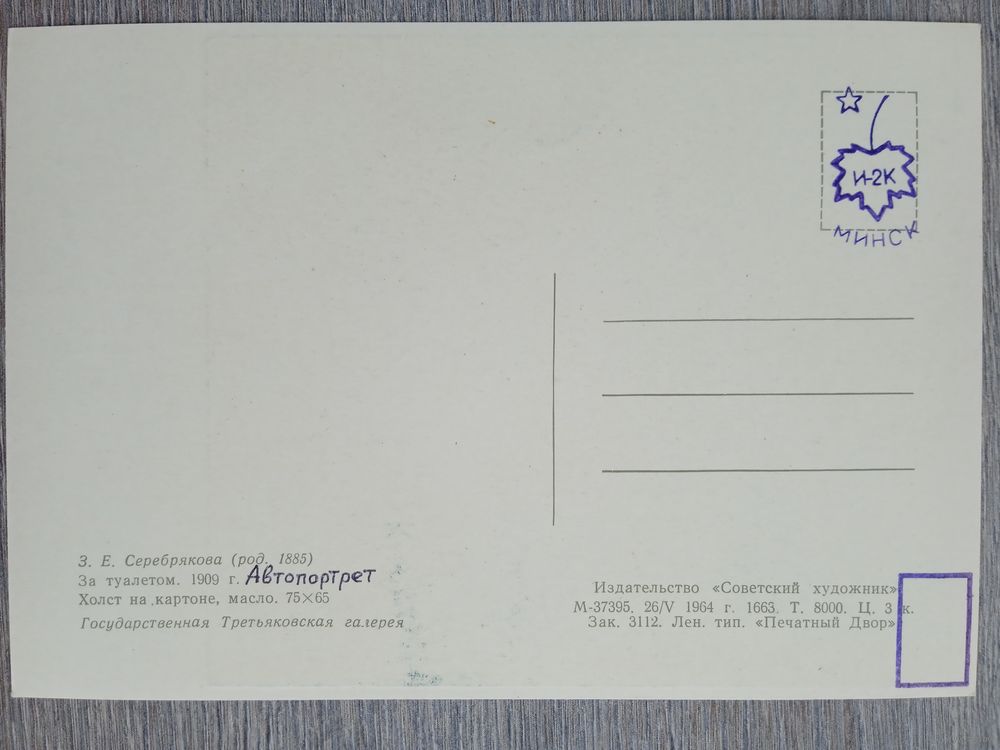 И-2К
МИНСК
З. Е. Серебрякова (род. 1885)
За туалетом. 1909 г. Автопортрет
Холст на картоне, масло. 75×65
Государственная Третьяковская галерея
Издательство «Советский художник»
М-37395. 26/V 1964 г. 1663. Т. 8000. Ц. 3 к.
Зак. 3112. Лен. тип. «Печатный Двор»